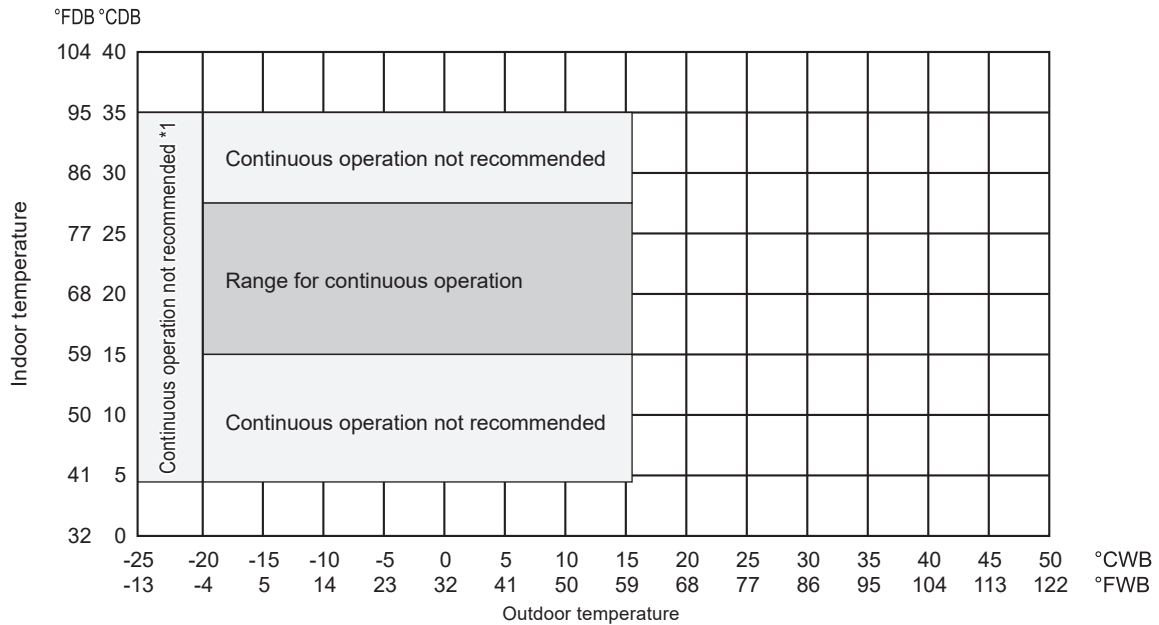 °FDB °CDB
104 40
95 35
86 30
77 25
68 20
59 15
50 10
41 5
32 0
Indoor temperature
Continuous operation not recommended *1
Continuous operation not recommended
Range for continuous operation
Continuous operation not recommended
-25 -20 -15 -10 -5 0 5 10 15 20 25 30 35 40 45 50 °CWB
-13 -4 5 14 23 32 41 50 59 68 77 86 95 104 113 122 °FWB
Outdoor temperature